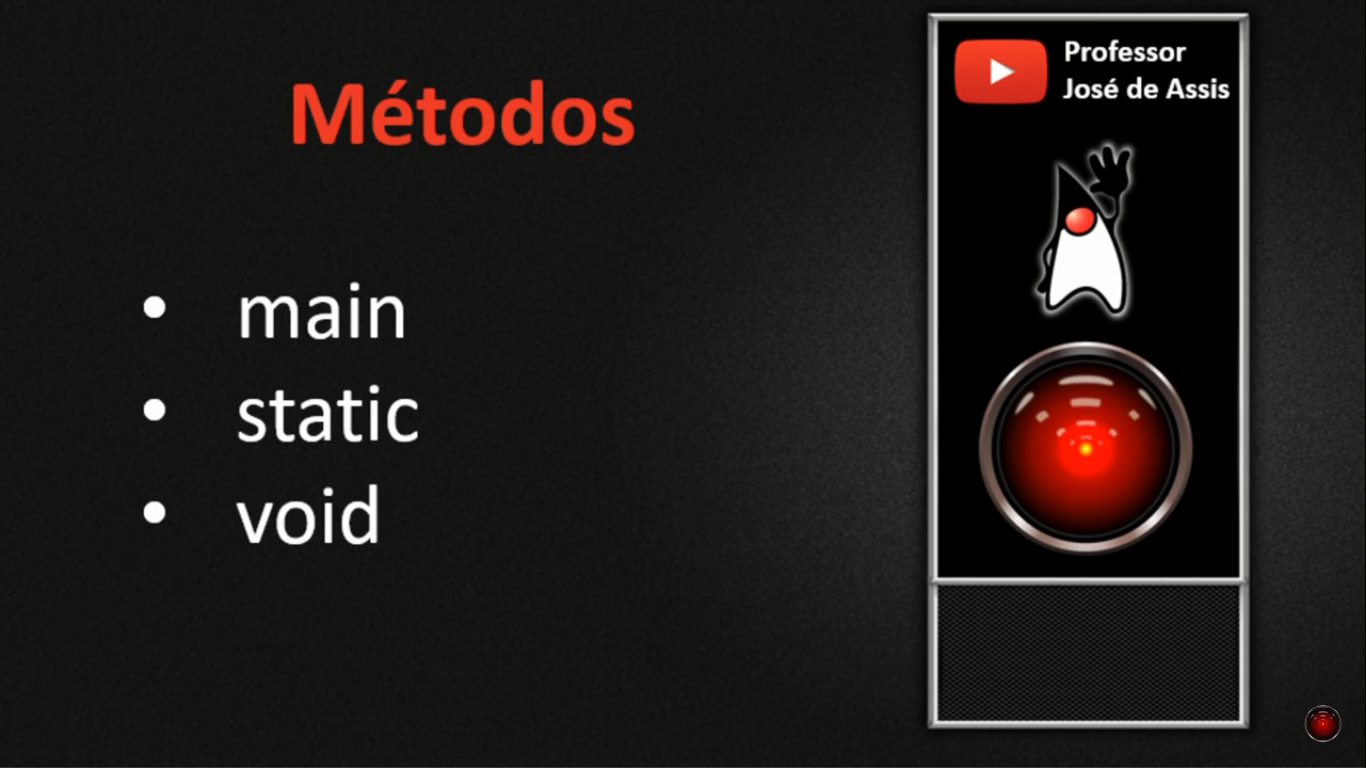 Métodos
• main
• static
• void
Professor
José de Assis